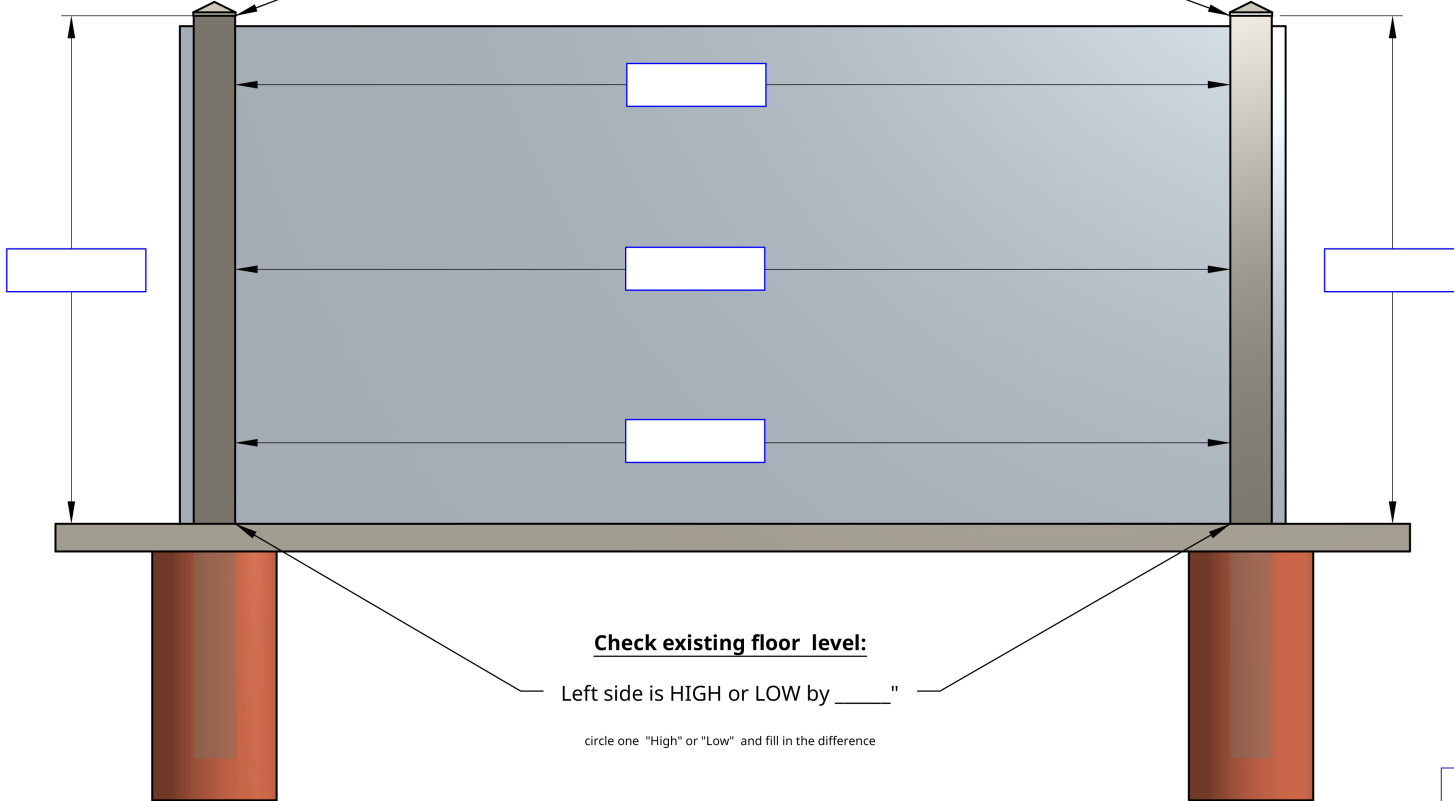 Check existing floor  level:
Left side is HIGH or LOW by ______"
circle one  "High" or "Low"  and fill in the difference